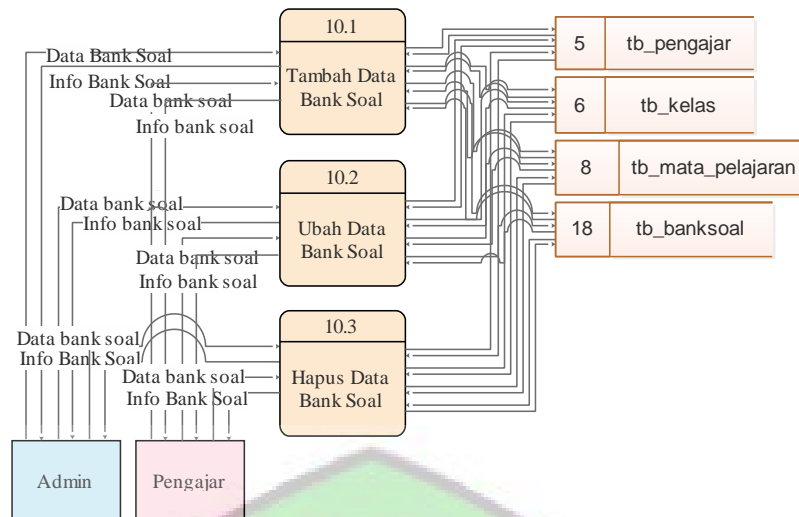 10.1
Tambah Data
Bank Soal
5 tb_pengajar
Data Bank Soal
Info Bank Soal
Data bank soal
Info bank soal
6 tb_kelas
8 tb_mata_pelajaran
10.2
Ubah Data
Bank Soal
18 tb_banksoal
Data bank soal
Info bank soal
Data bank soal
Info bank soal
10.3
Hapus Data
Bank Soal
Data bank soal
Info Bank Soal
Data bank soal
Info Bank Soal
Admin
Pengajar